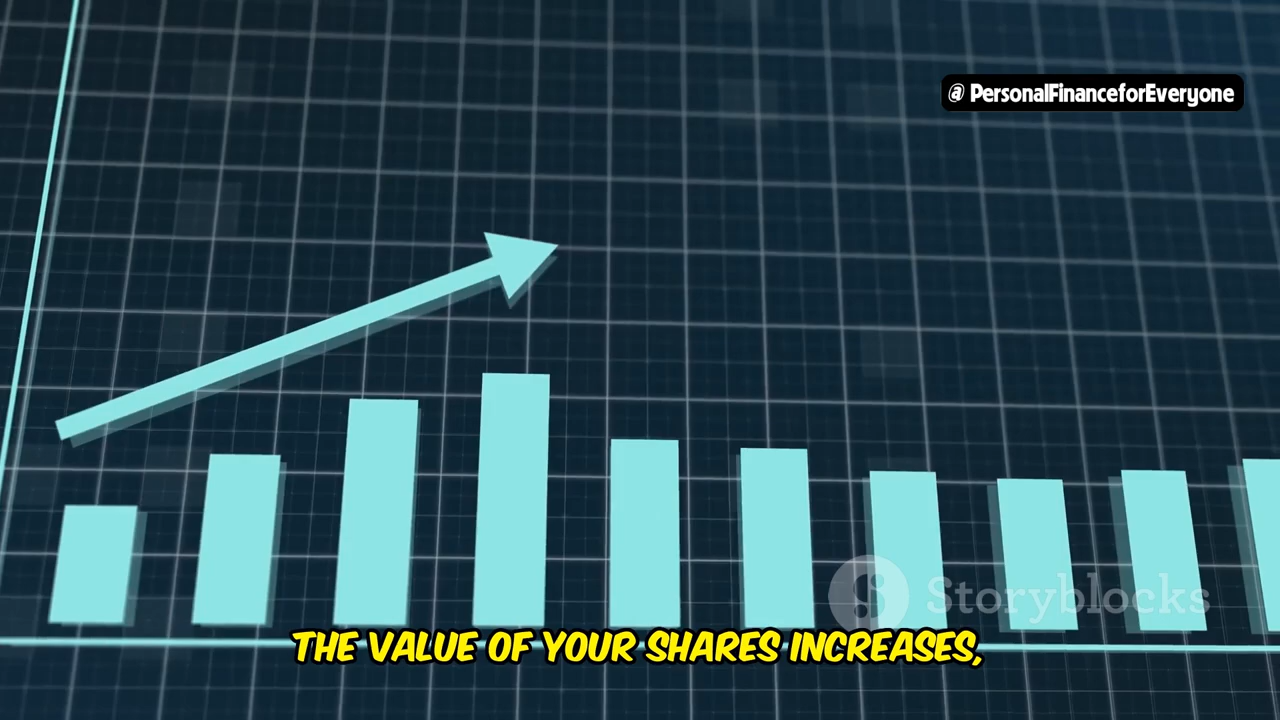 @ PersonalFinanceforEveryone
Storyblocks
THE VALUE OF YOUR SHARES INCREASES,